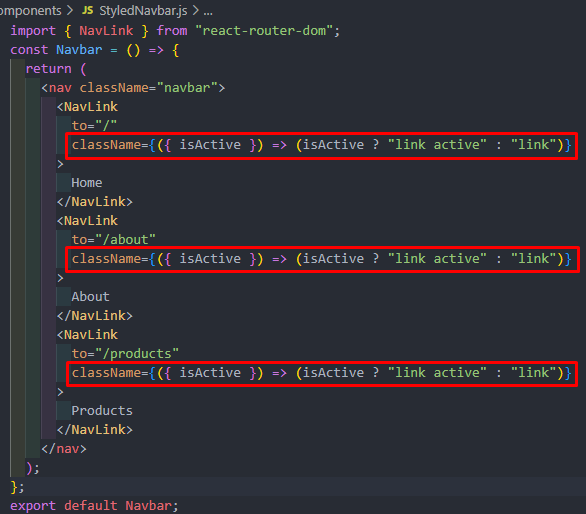 omponents > JS StyledNavbar.js > ...
import { NavLink } from "react-router-dom";
const Navbar = () => {
  return (
    <nav className="navbar">
      <NavLink
        to="/"
        className={({ isActive }) => (isActive ? "link active" : "link")}
      >
        Home
      </NavLink>
      <NavLink
        to="/about"
        className={({ isActive }) => (isActive ? "link active" : "link")}
      >
        About
      </NavLink>
      <NavLink
        to="/products"
        className={({ isActive }) => (isActive ? "link active" : "link")}
      >
        Products
      </NavLink>
    </nav>
  );
};
export default Navbar;